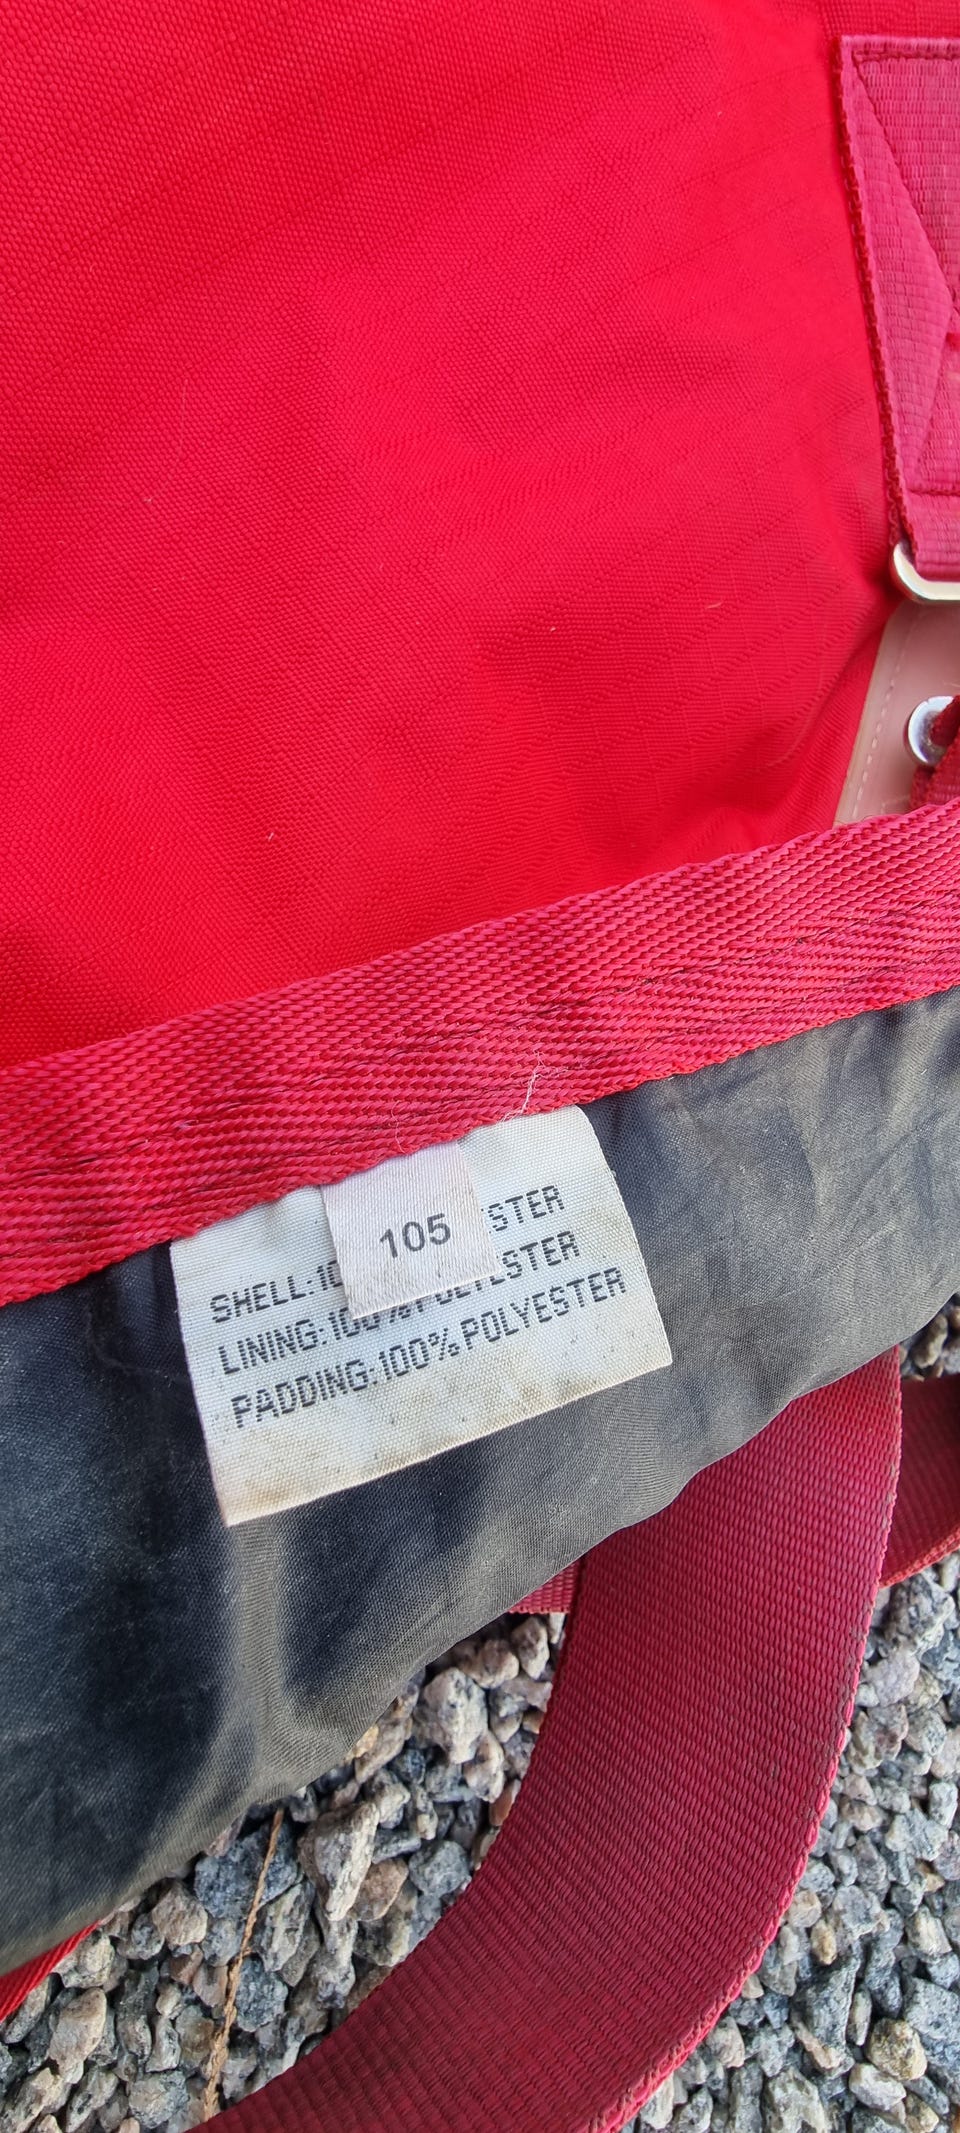 105
SHELL:10 STER
LINING:100% POLYESTER
PADDING:100% POLYESTER